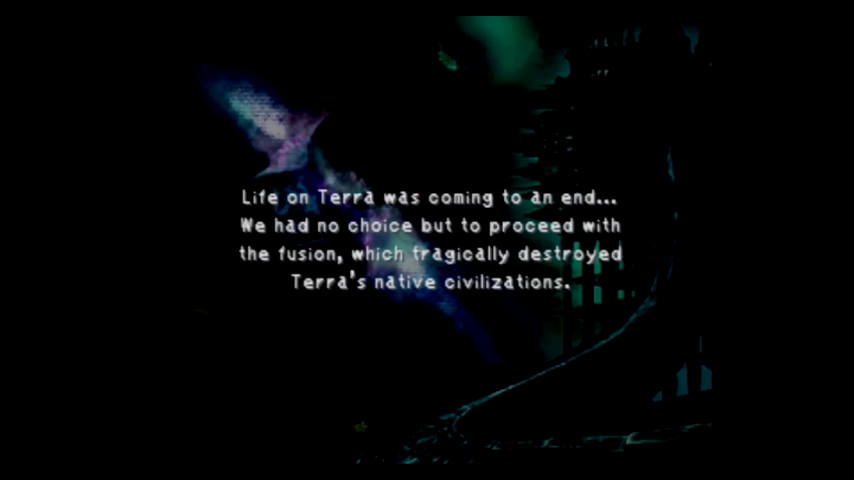 Life on Terra was coming to an end...
We had no choice but to proceed with
the fusion, which tragically destroyed
Terra's native civilizations.